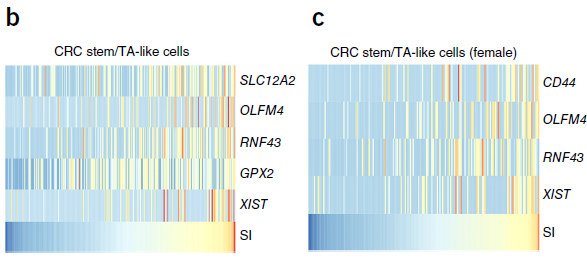 b
CRC stem/TA-like cells
SLC12A2
OLFM4
RNF43
GPX2
XIST
SI
c
CRC stem/TA-like cells (female)
CD44
OLFM4
RNF43
XIST
SI